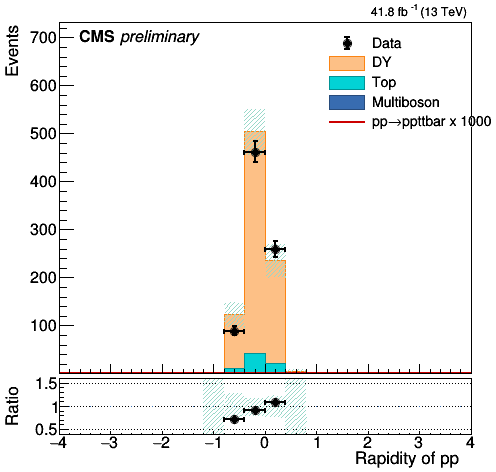 41.8 fb⁻¹ (13 TeV)
CMS preliminary
Events
700
600
500
400
300
200
100
Data
DY
Top
Multiboson
pp→ppttbar x 1000
Ratio
1.5
1
0.5
−4 −3 −2 −1 0 1 2 3 4
Rapidity of pp